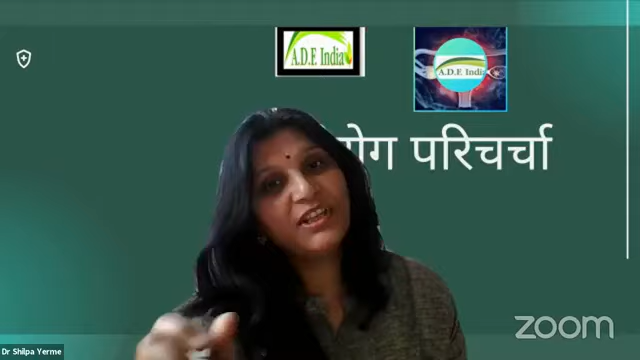 A.D.E India
A.D.E India
परिचर्चा
Dr Shilpa Yerme
zoom